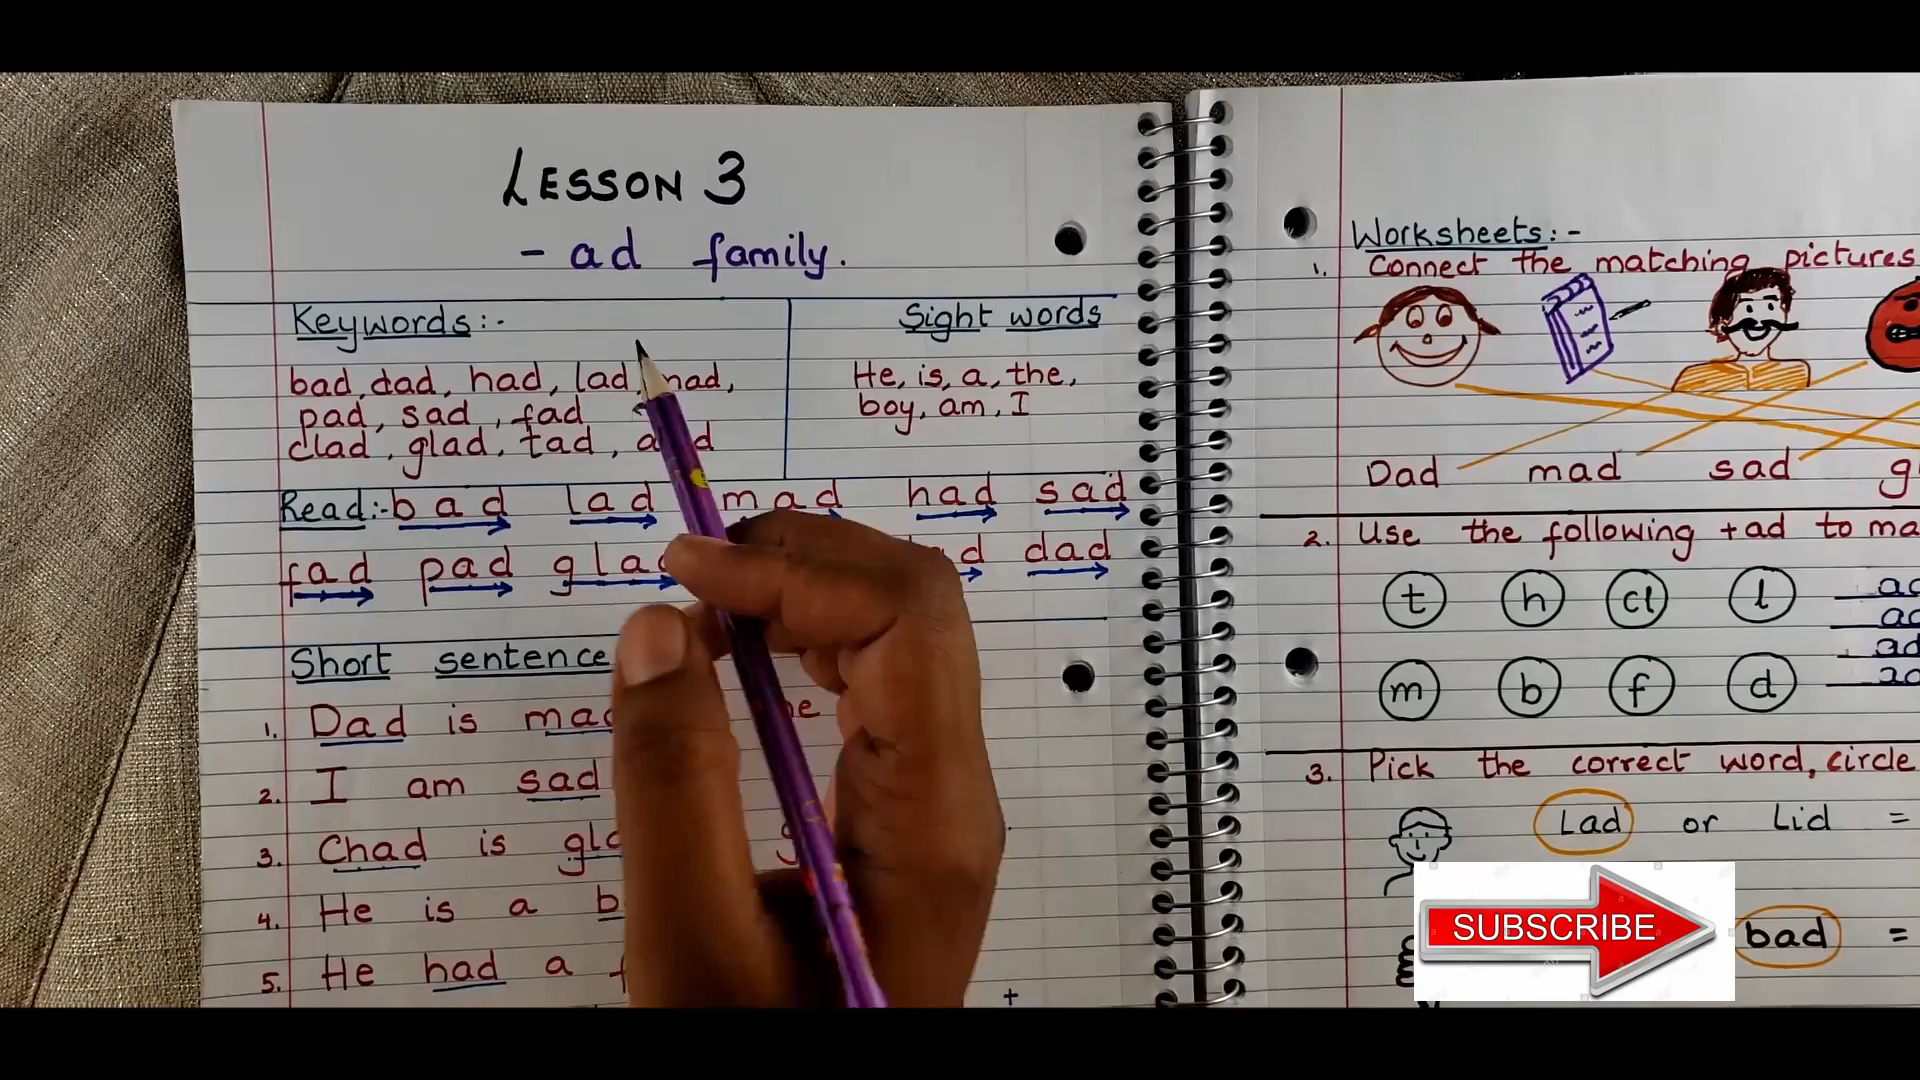 LESSON 3
- ad family.
Keywords:-
bad, dad, had, lad,
pad, sad, fad
clad, glad, tad,
Sight words
He, is, a, the,
boy, am, I
Read:- bad lad mad had sad
fad pad glad dad
Short sentence
1. Dad is
2. I am sad
3. Chad is
4. He is a
5. He had a
Worksheets:-
1. Connect the matching pictures
Dad mad sad
2. Use the following +ad to
t h cl l
m b f d
3. Pick the correct word, circle
Lad or Lid =
bad =
SUBSCRIBE